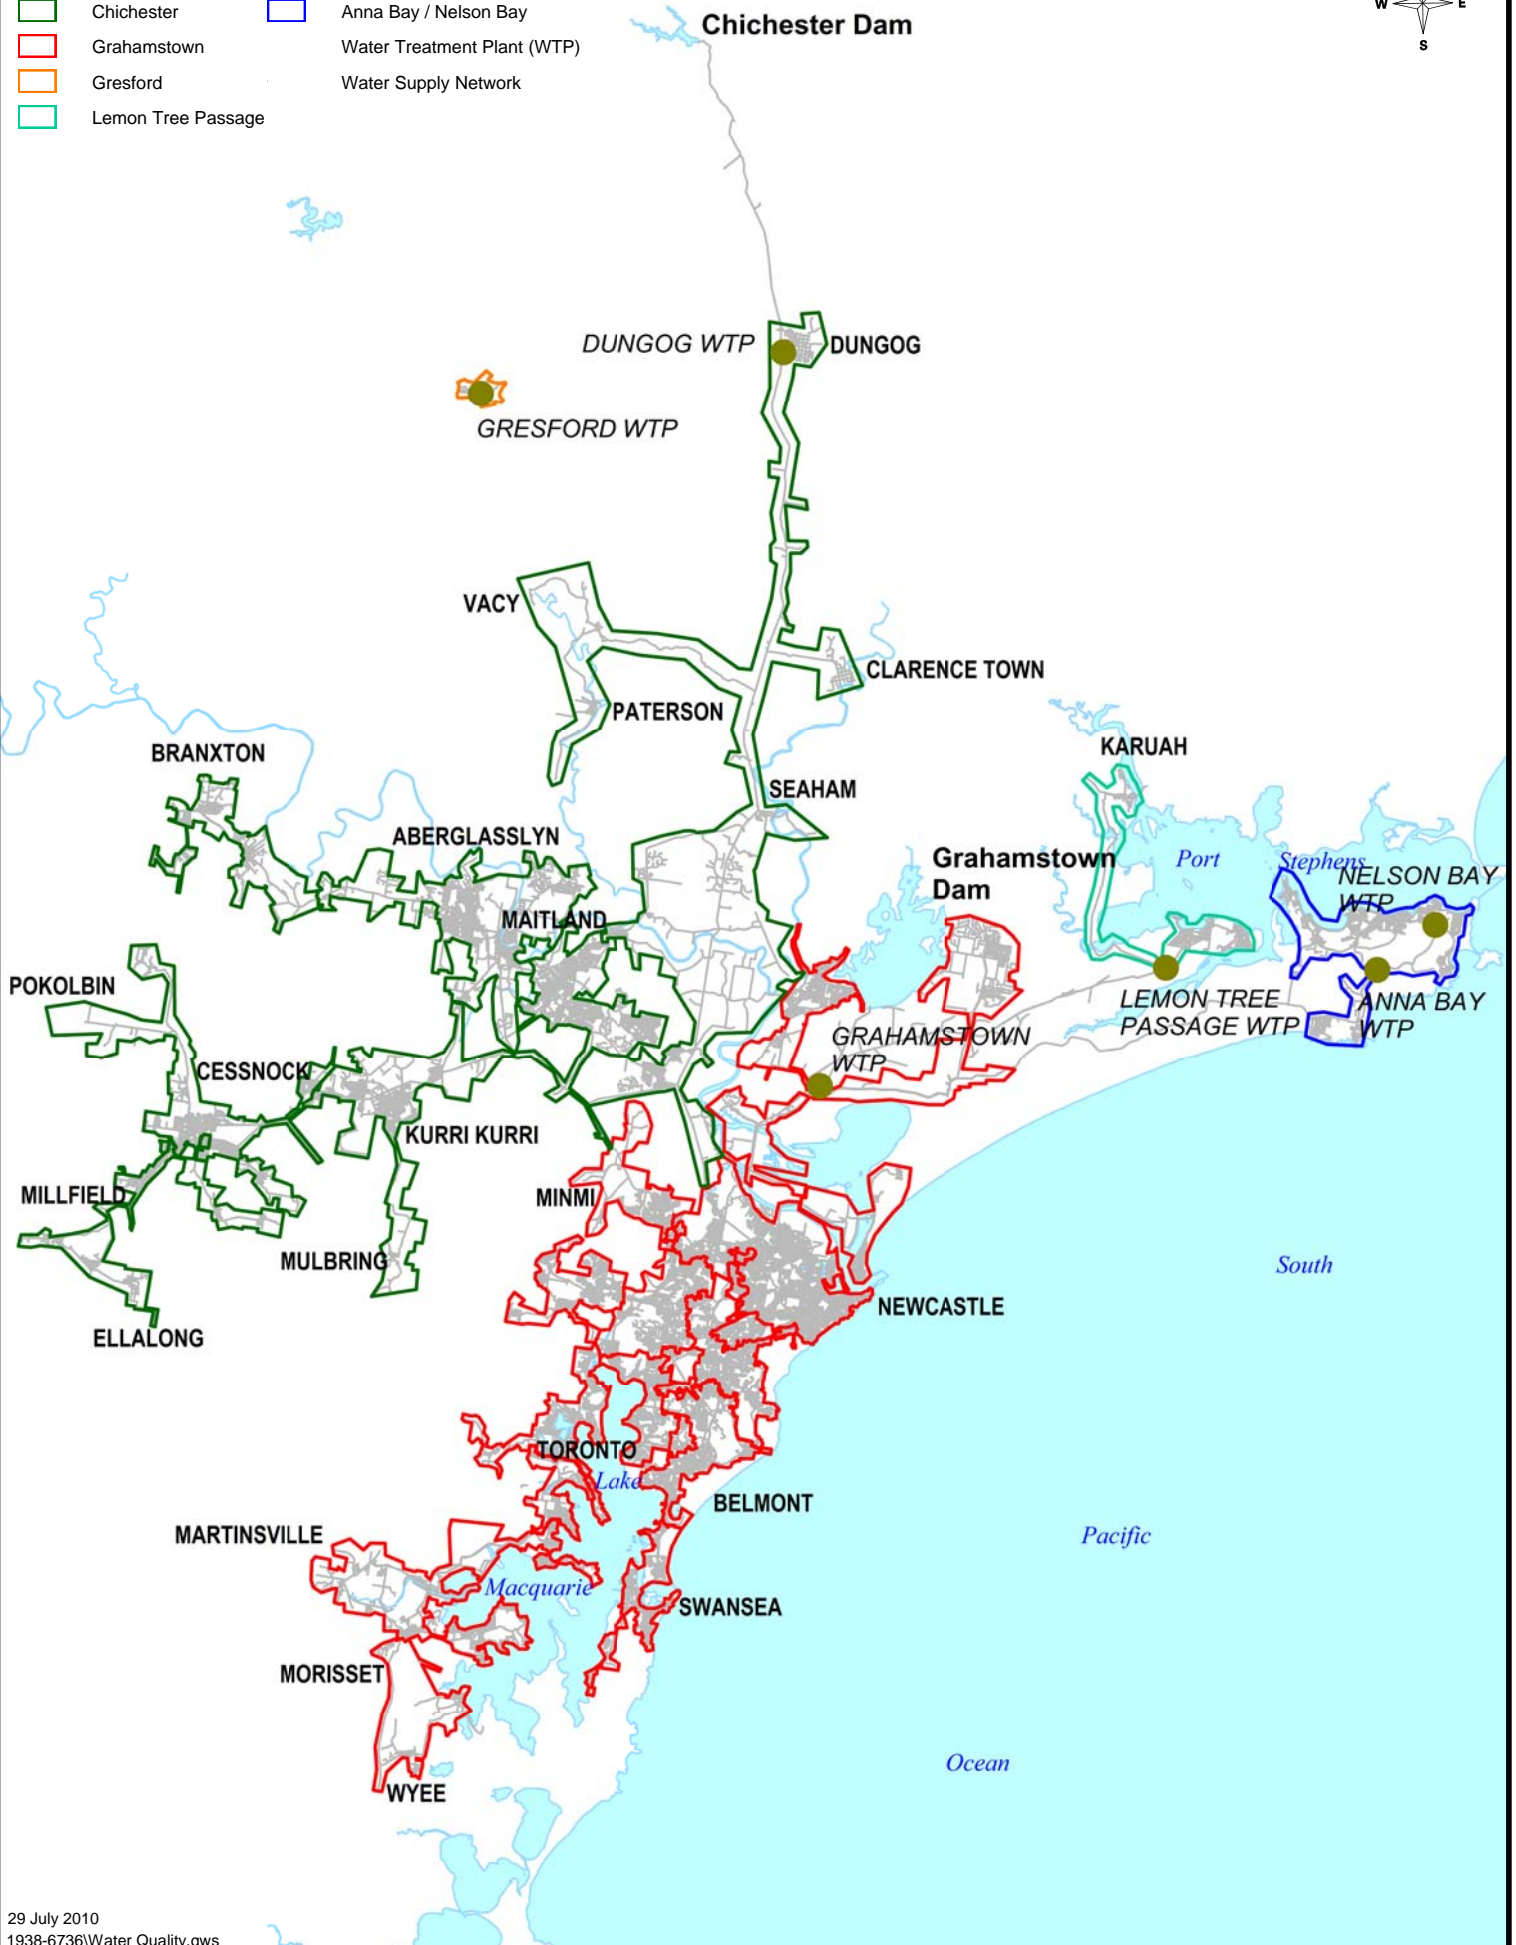 Chichester
Anna Bay / Nelson Bay
Grahamstown
Water Treatment Plant (WTP)
Gresford
Water Supply Network
Lemon Tree Passage
W
E
S
Chichester Dam
DUNGOG WTP
DUNGOG
GRESFORD WTP
VACY
CLARENCE TOWN
PATERSON
BRANXTON
KARUAH
SEAHAM
ABERGLASSLYN
Grahamstown
Dam
Port
Stephens
NELSON BAY
WTP
MAITLAND
POKOLBIN
LEMON TREE
PASSAGE WTP
ANNA BAY
WTP
GRAHAMSTOWN
WTP
CESSNOCK
KURRI KURRI
MILLFIELD
MINMI
MULBRING
South
NEWCASTLE
ELLALONG
TORONTO
Lake
BELMONT
MARTINSVILLE
Pacific
Macquarie
SWANSEA
MORISSET
Ocean
WYEE
29 July 2010
1938-6736\Water Quality.qws